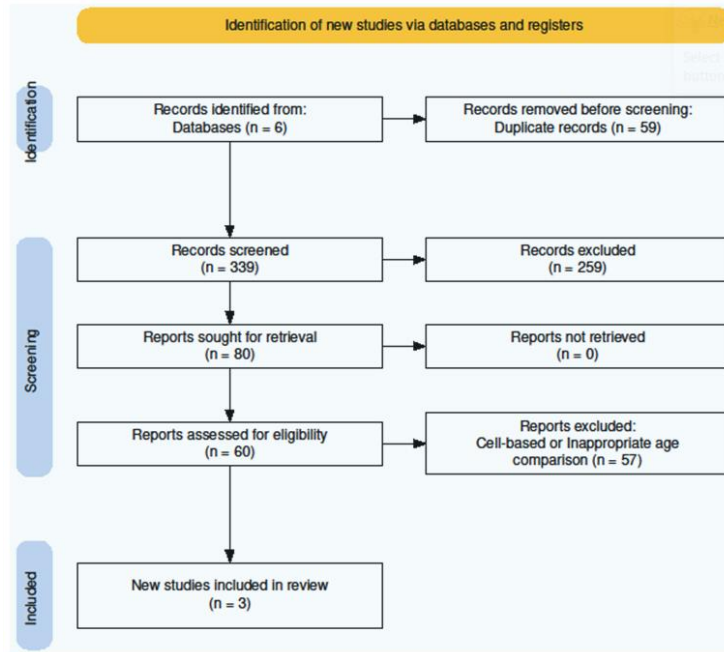 Identification of new studies via databases and registers
Identification
Records identified from:
Databases (n = 6)
Records removed before screening:
Duplicate records (n = 59)
Screening
Records screened
(n = 339)
Records excluded
(n = 259)
Reports sought for retrieval
(n = 80)
Reports not retrieved
(n = 0)
Reports assessed for eligibility
(n = 60)
Reports excluded:
Cell-based or Inappropriate age
comparison (n = 57)
Included
New studies included in review
(n = 3)